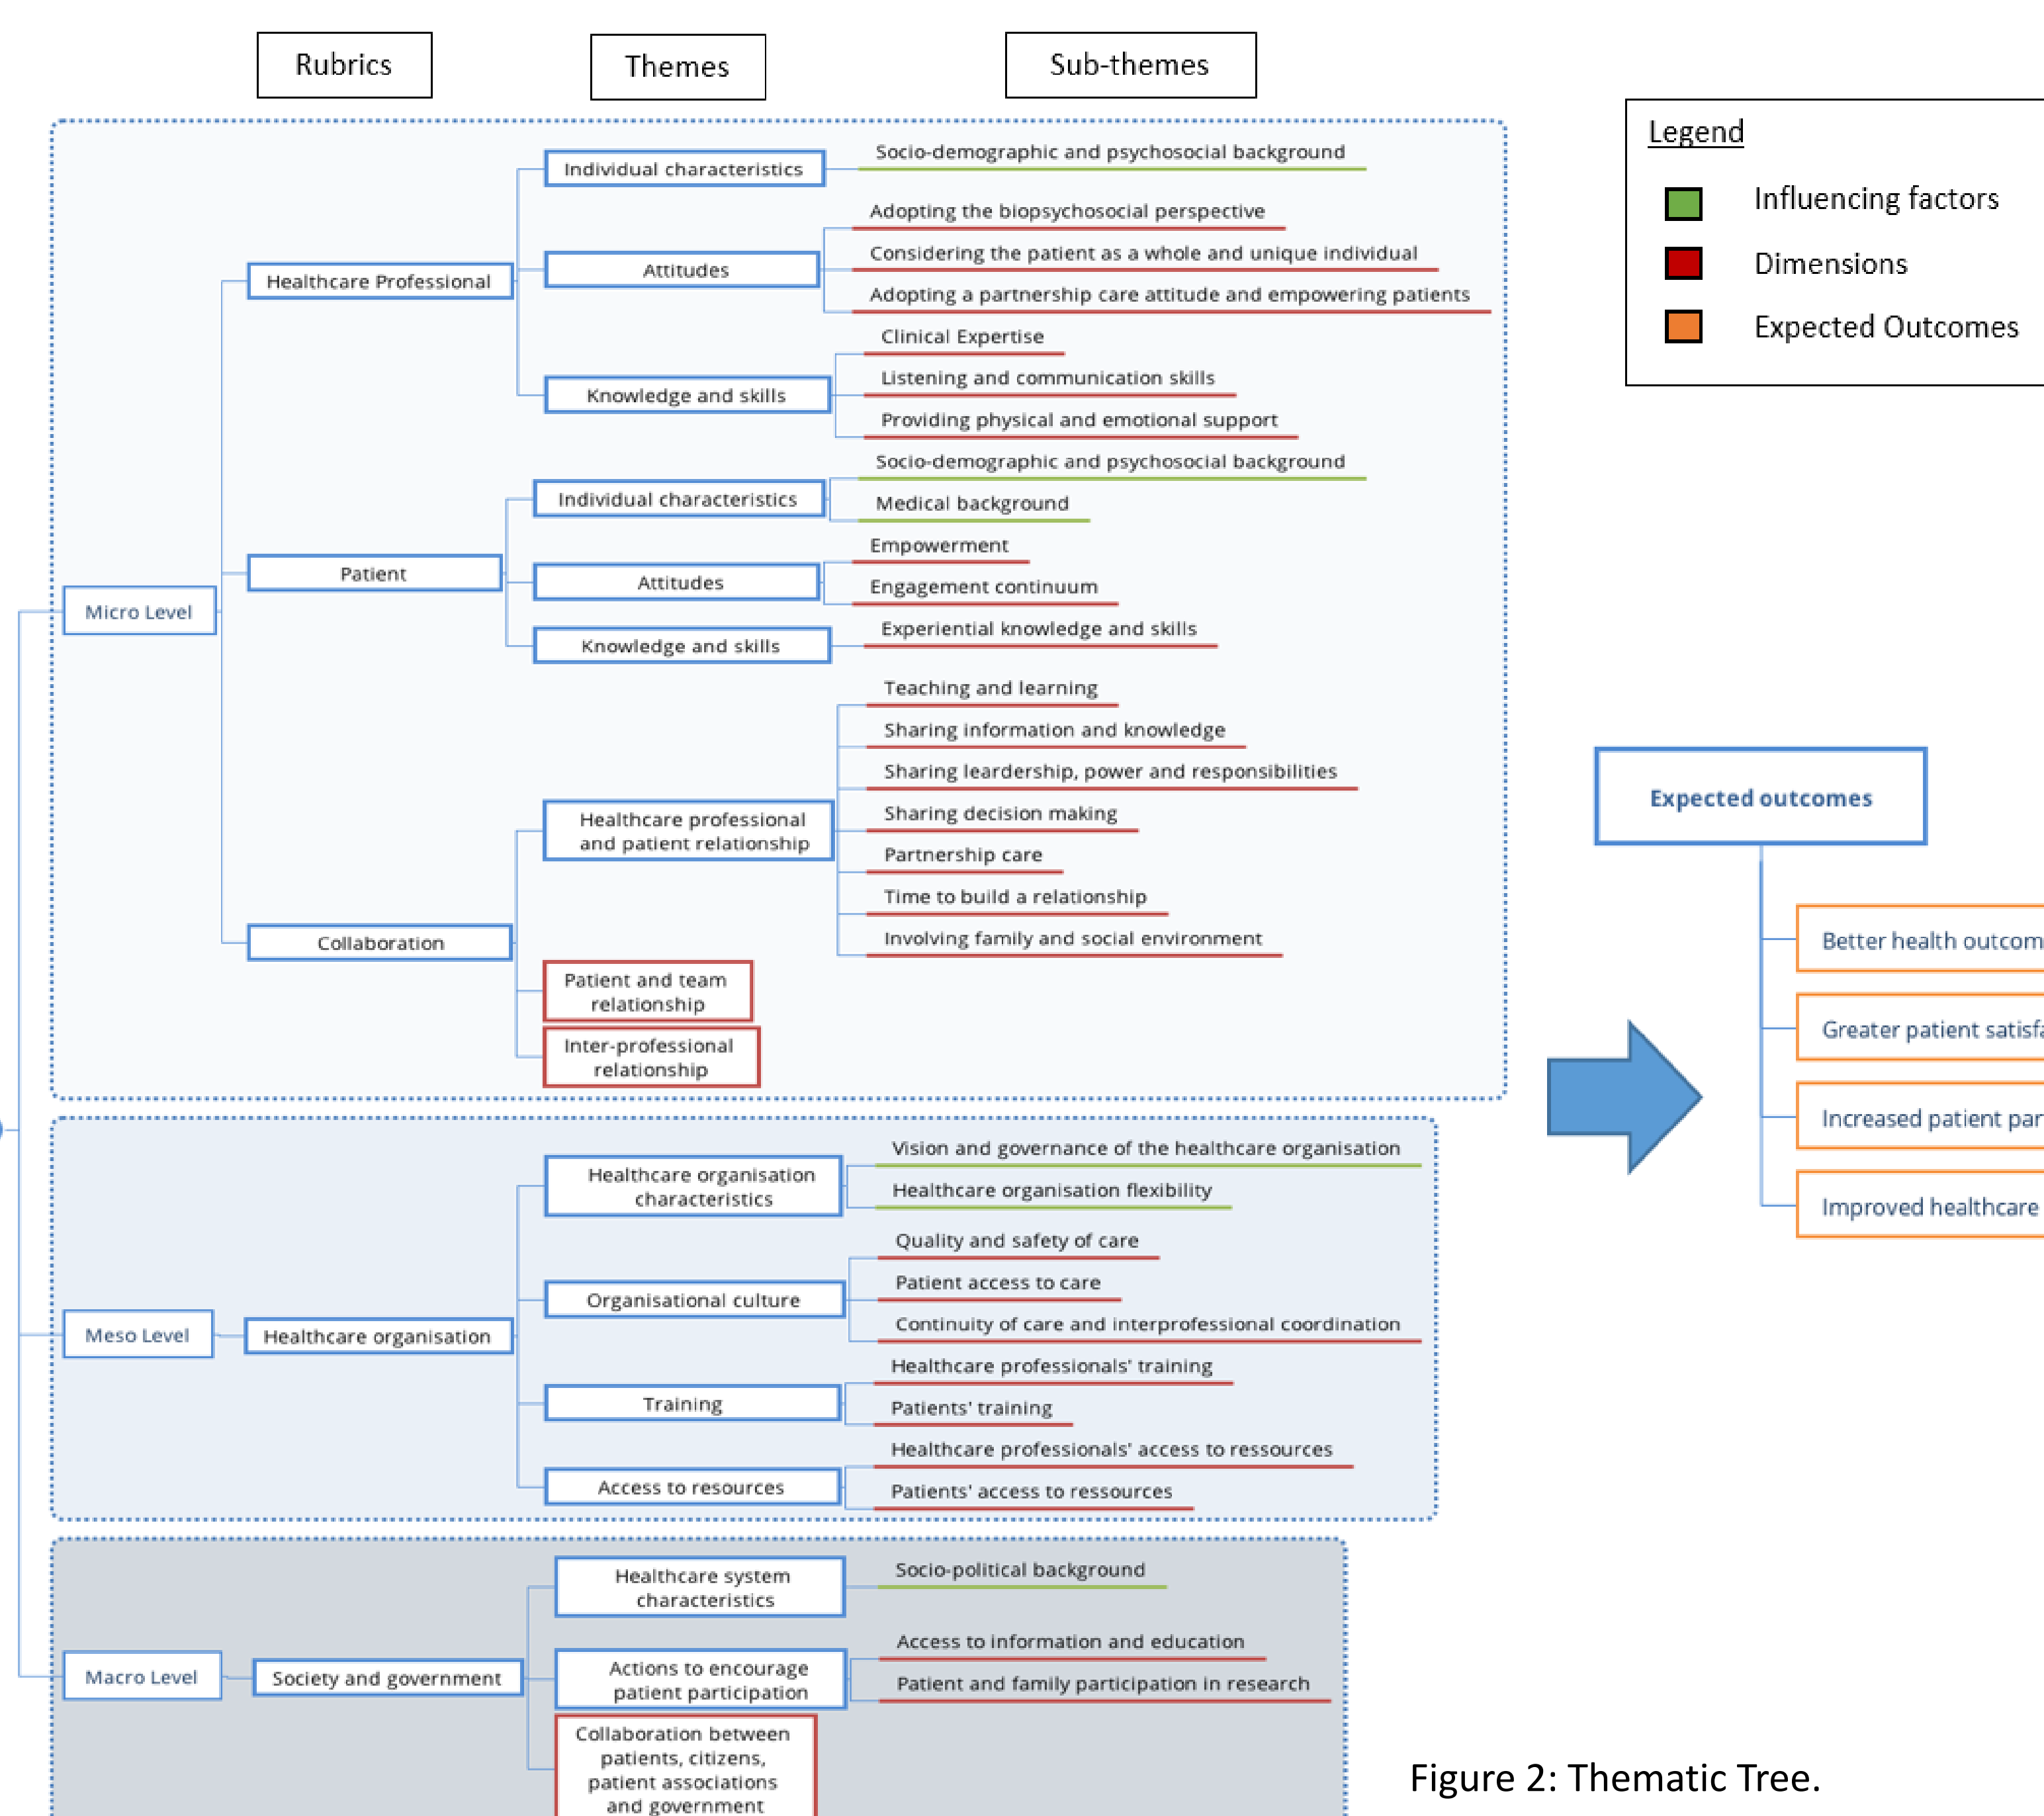 Rubrics
Themes
Sub-themes
Legend
Influencing factors
Dimensions
Expected Outcomes
Micro Level
Healthcare Professional
Individual characteristics
Socio-demographic and psychosocial background
Attitudes
Adopting the biopsychosocial perspective
Considering the patient as a whole and unique individual
Adopting a partnership care attitude and empowering patients
Knowledge and skills
Clinical Expertise
Listening and communication skills
Providing physical and emotional support
Patient
Individual characteristics
Socio-demographic and psychosocial background
Medical background
Attitudes
Empowerment
Engagement continuum
Knowledge and skills
Experiential knowledge and skills
Collaboration
Healthcare professional
and patient relationship
Teaching and learning
Sharing information and knowledge
Sharing leardership, power and responsibilities
Sharing decision making
Partnership care
Time to build a relationship
Involving family and social environment
Patient and team
relationship
Inter-professional
relationship
Meso Level
Healthcare organisation
Healthcare organisation
characteristics
Vision and governance of the healthcare organisation
Healthcare organisation flexibility
Organisational culture
Quality and safety of care
Patient access to care
Continuity of care and interprofessional coordination
Training
Healthcare professionals' training
Patients' training
Access to resources
Healthcare professionals' access to ressources
Patients' access to ressources
Macro Level
Society and government
Healthcare system
characteristics
Socio-political background
Actions to encourage
patient participation
Access to information and education
Patient and family participation in research
Collaboration between
patients, citizens,
patient associations
and government
Expected outcomes
Better health
Greater patient
Increased patient
Improved healthcare
Figure 2: Thematic Tree.